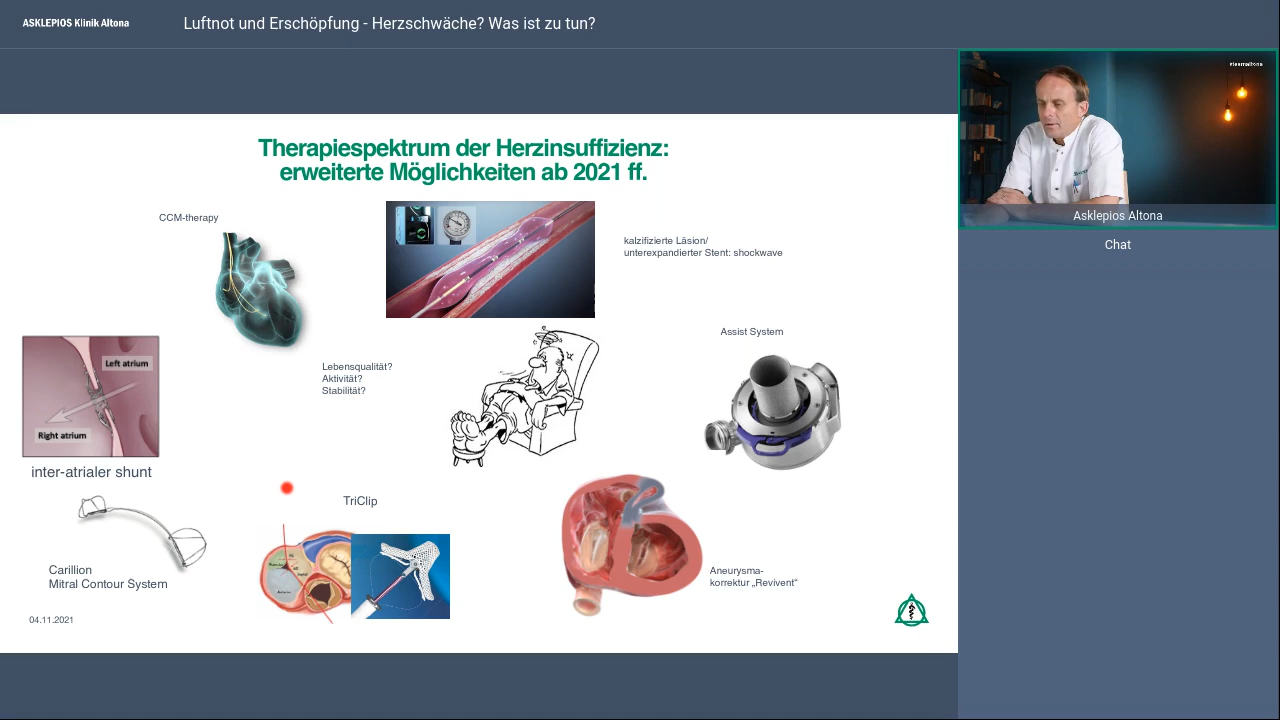 ASKLEPIOS Klinik Altona
Luftnot und Erschöpfung - Herzschwäche? Was ist zu tun?
#teamaltona
Asklepios Altona
Chat
Therapiespektrum der Herzinsuffizienz:
erweiterte Möglichkeiten ab 2021 ff.
CCM-therapy
kalzifizierte Läsion/
unterexpandierter Stent: shockwave
Assist System
Left atrium
Right atrium
Lebensqualität?
Aktivität?
Stabilität?
inter-atrialer shunt
TriClip
Carillion
Mitral Contour System
Aneurysma-
korrektur „Revivent“
04.11.2021